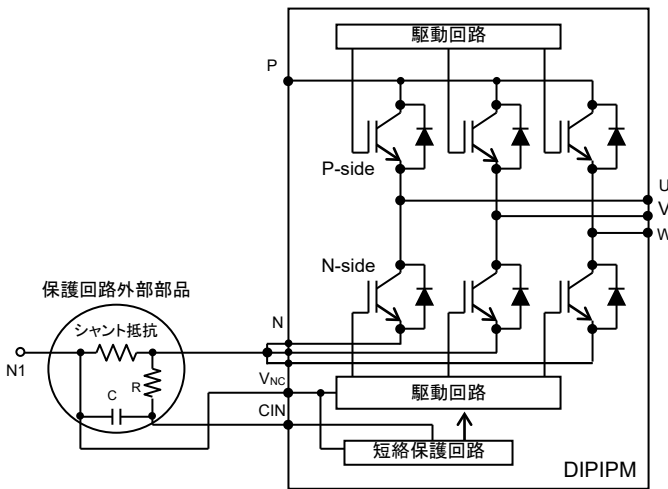 駆動回路
P
P-side
U
V
W
N-side
保護回路外部部品
シャント抵抗
N
N1
R
C
VNC
駆動回路
CIN
短絡保護回路
DIPIPM